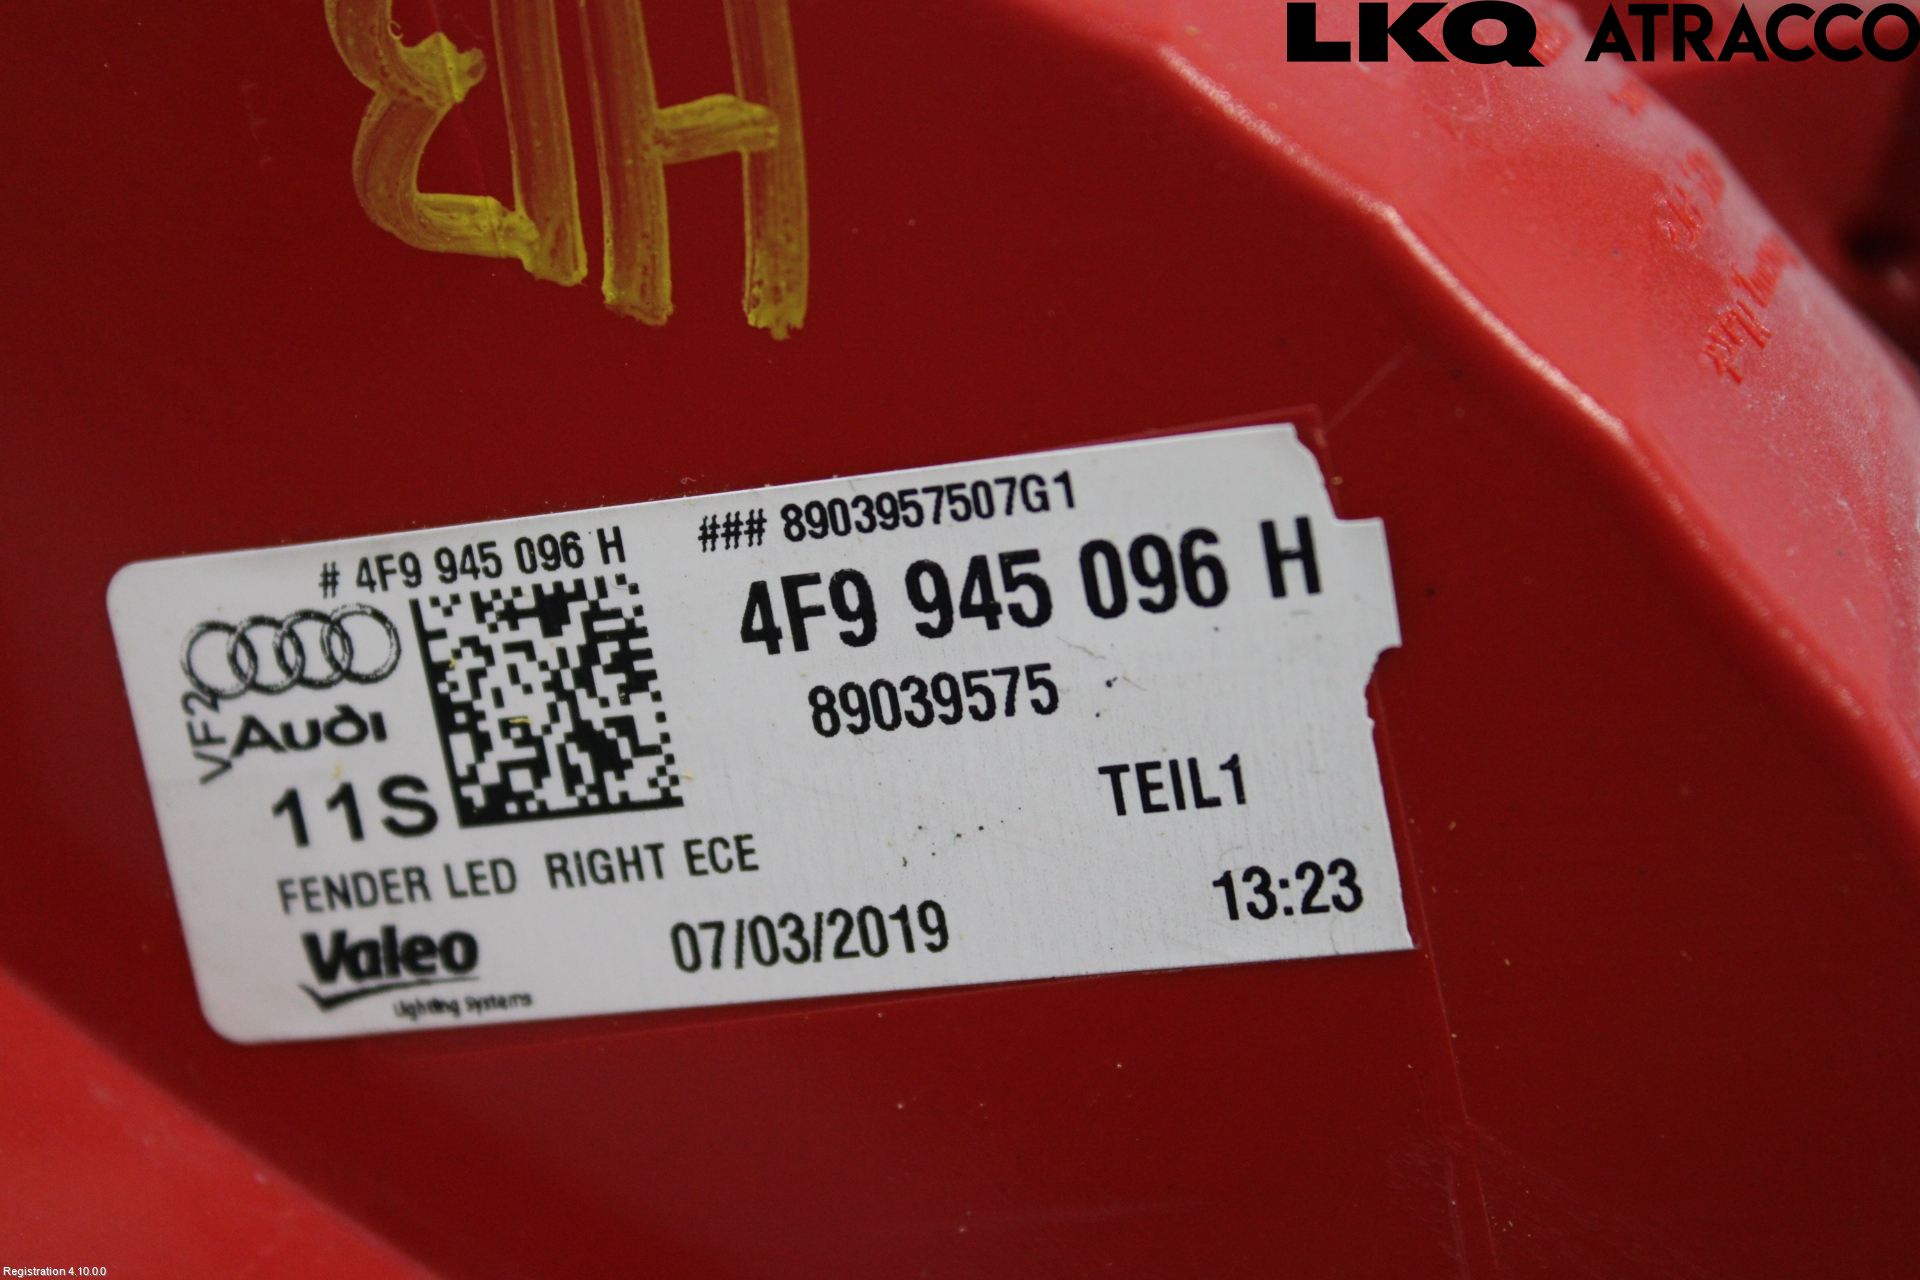 LKQ ATRACCO
# 4F9 945 096 H
### 8903957507G1
4F9 945 096 H
89039575
VF2
Audi
11S
TEIL1
FENDER LED RIGHT ECE
Valeo
Lighting Systems
07/03/2019
13:23
Registration 4.10.0.0